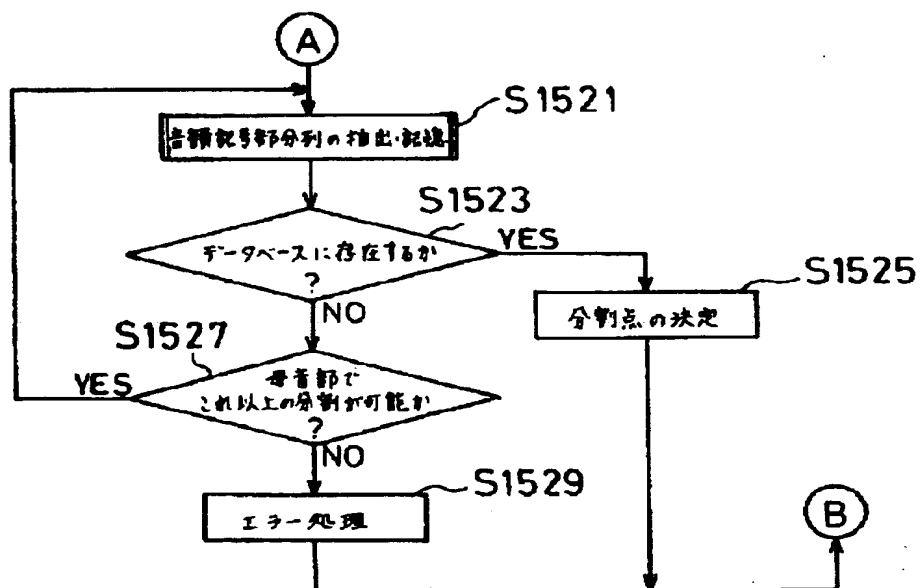 A
S1521
音韻記号部分列の抽出・記憶
S1523
データベースに存在するか
?
YES
NO
S1525
分割点の決定
S1527
YES
母音部で
これ以上の分割が可能か
?
NO
S1529
エラー処理
B